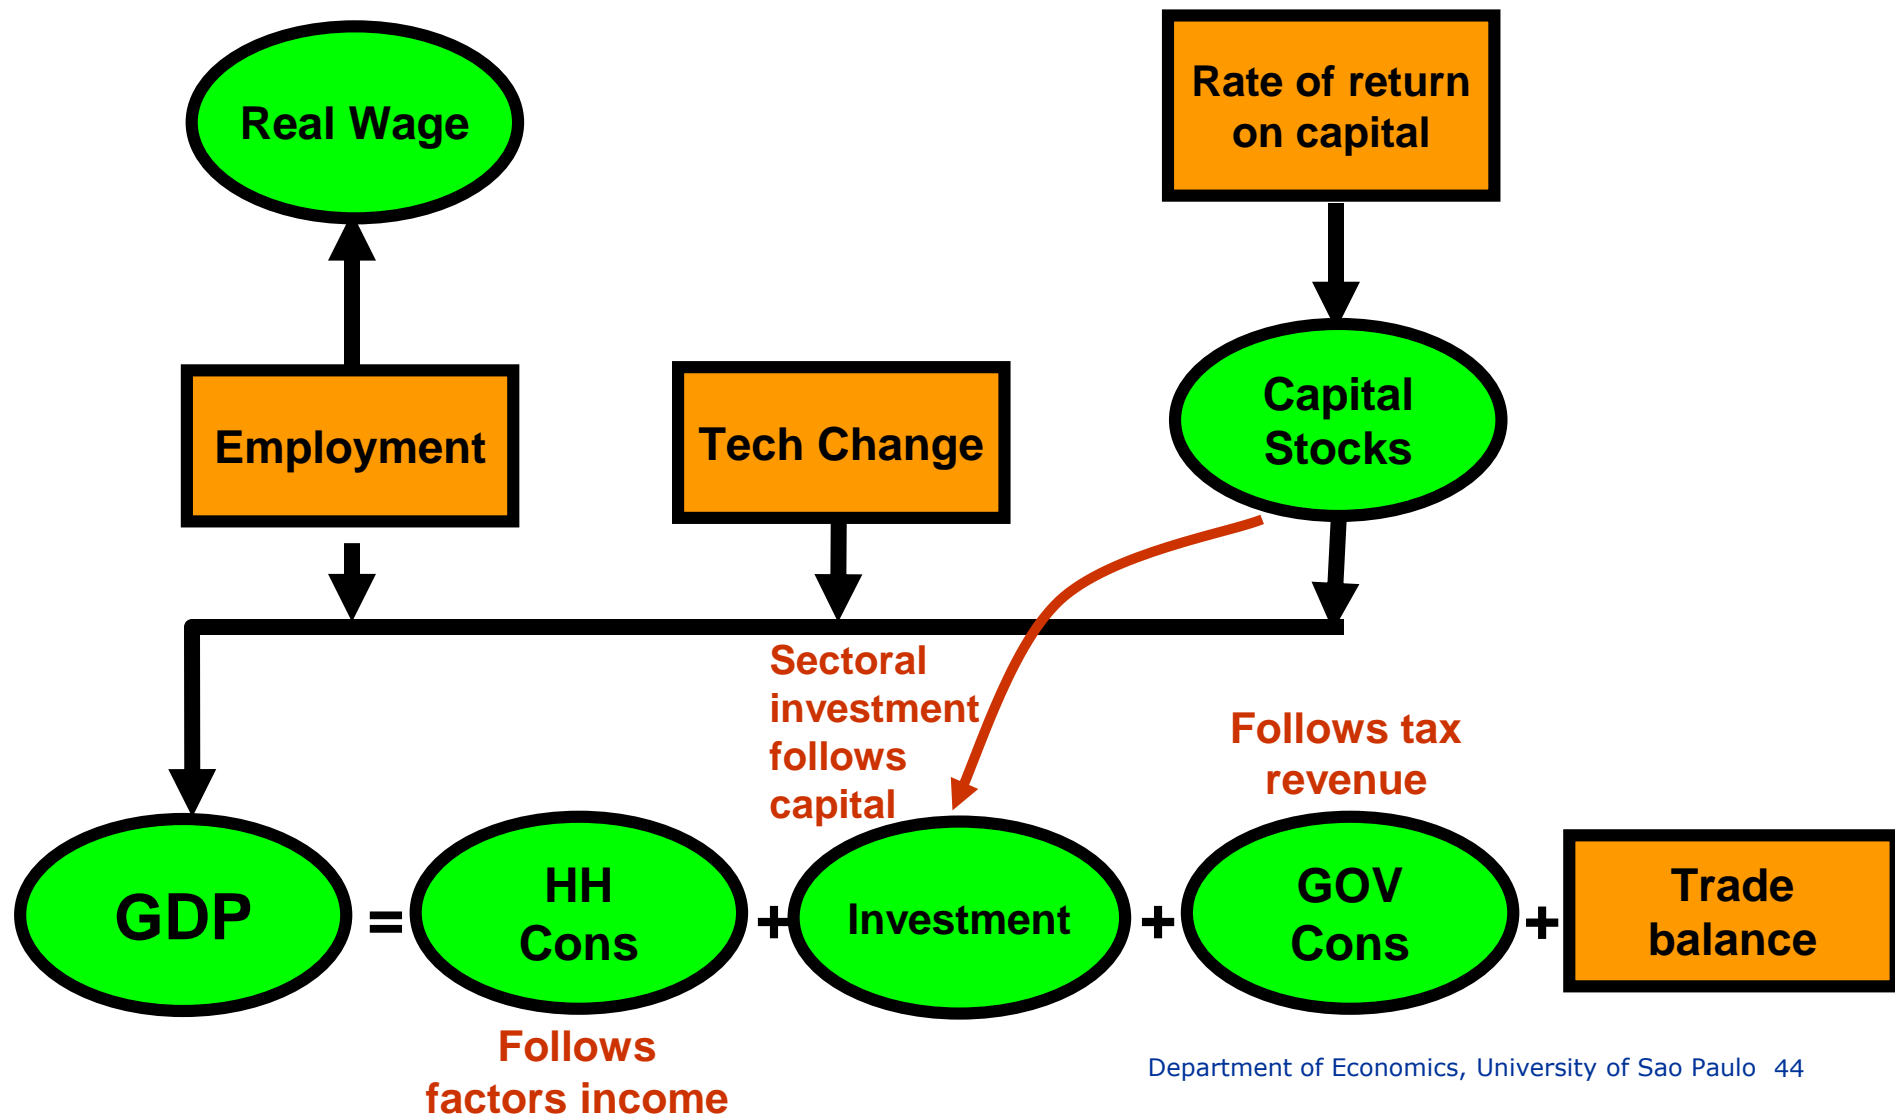 Real Wage
Rate of return
on capital
Employment
Tech Change
Capital
Stocks
Sectoral
investment
follows
capital
Follows tax
revenue
GDP
=
HH
Cons
+
Investment
+
GOV
Cons
+
Trade
balance
Follows
factors income
Department of Economics, University of Sao Paulo 44